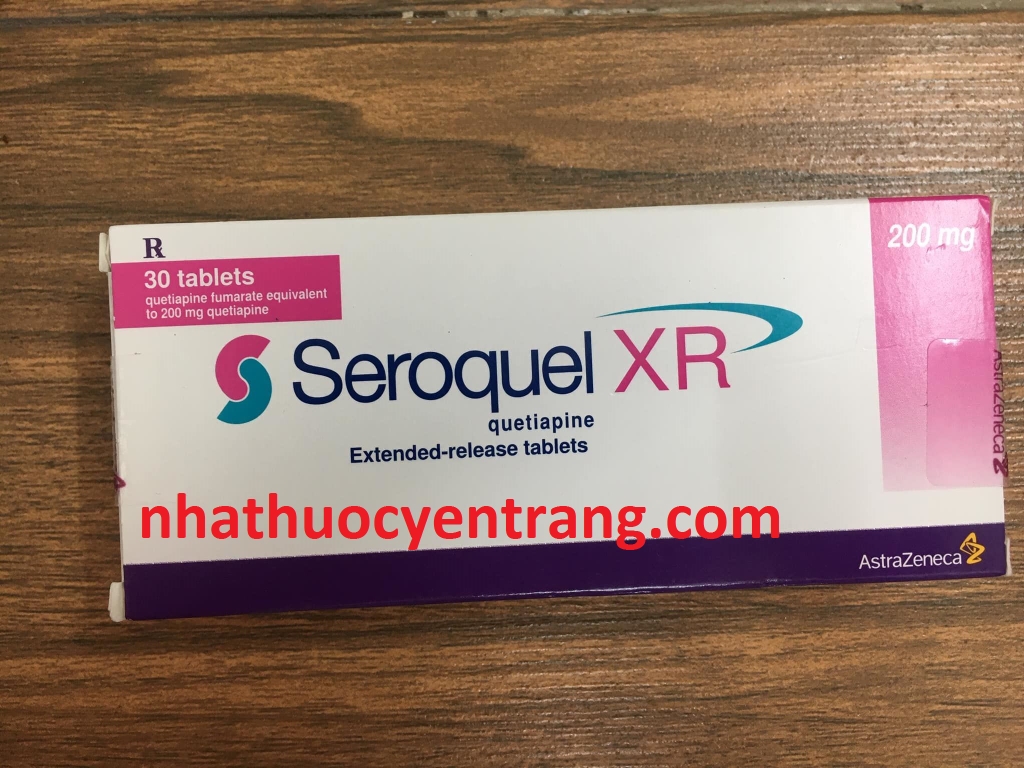 Rx
30 tablets
quetiapine fumarate equivalent
to 200 mg quetiapine
200 mg
Seroquel XR
quetiapine
Extended-release tablets
AstraZeneca
nhathuocyentrang.com
AstraZeneca